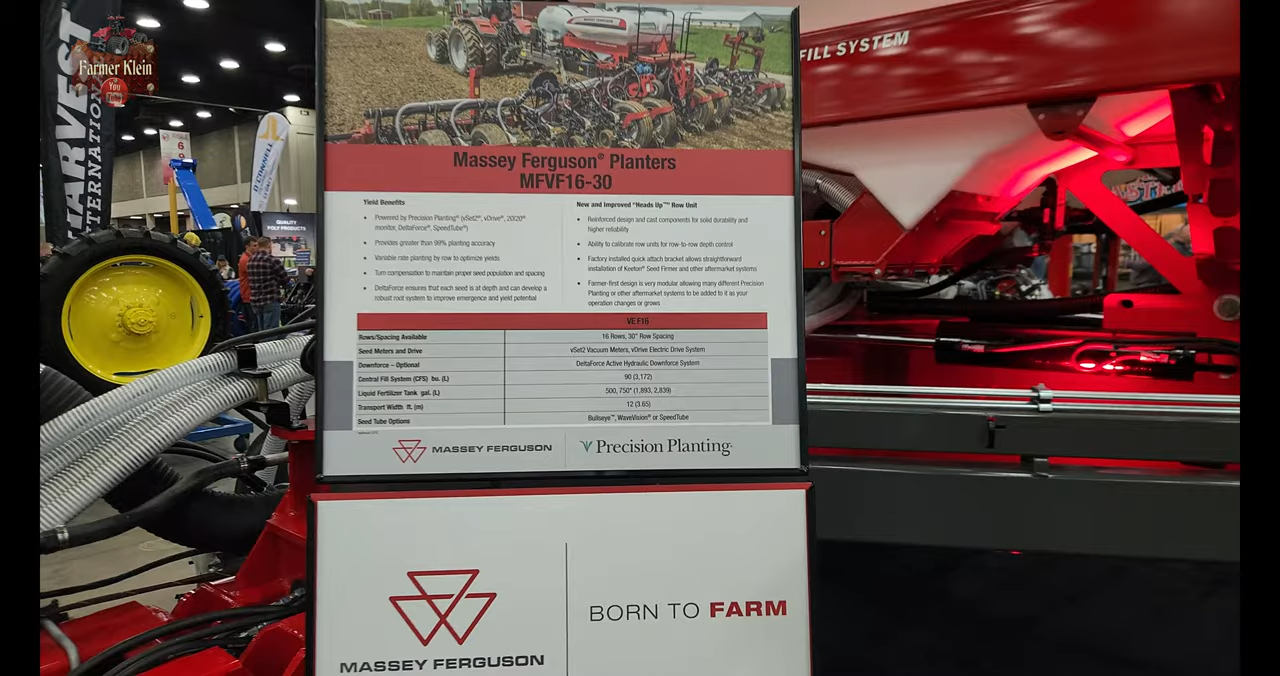 Farmer Klein
You
Tube
HARVEST
INTERNATIONAL
O'CONNELL
QUALITY
POLY PRODUCTS
FILL SYSTEM
Massey Ferguson® Planters
MFVF16-30
Yield Benefits
• Powered by Precision Planting® (vSet2®, vDrive®, 20/20®
monitor, DeltaForce®, SpeedTube®)
• Provides greater than 99% planting accuracy
• Variable rate planting by row to optimize yields
• Turn compensation to maintain proper seed population and spacing
• DeltaForce ensures that each seed is at depth and can develop a
robust root system to improve emergence and yield potential
New and Improved "Heads Up™" Row Unit
• Reinforced design and cast components for solid durability and
higher reliability
• Ability to calibrate row units for row-to-row depth control
• Factory installed quick attach bracket allows straightforward
installation of Keeton® Seed Firmer and other aftermarket systems
• Farmer-first design is very modular allowing many different Precision
Planting or other aftermarket systems to be added to it as your
operation changes or grows
VE F16
Rows/Spacing Available 16 Rows, 30" Row Spacing
Seed Meters and Drive vSet2 Vacuum Meters, vDrive Electric Drive System
Downforce – Optional DeltaForce Active Hydraulic Downforce System
Central Fill System (CFS) bu. (L) 90 (3,172)
Liquid Fertilizer Tank gal. (L) 500, 750* (1,893, 2,839)
Transport Width ft. (m) 12 (3.65)
Seed Tube Options Bullseye™, WaveVision® or SpeedTube
MASSEY FERGUSON Precision Planting
MASSEY FERGUSON
BORN TO FARM